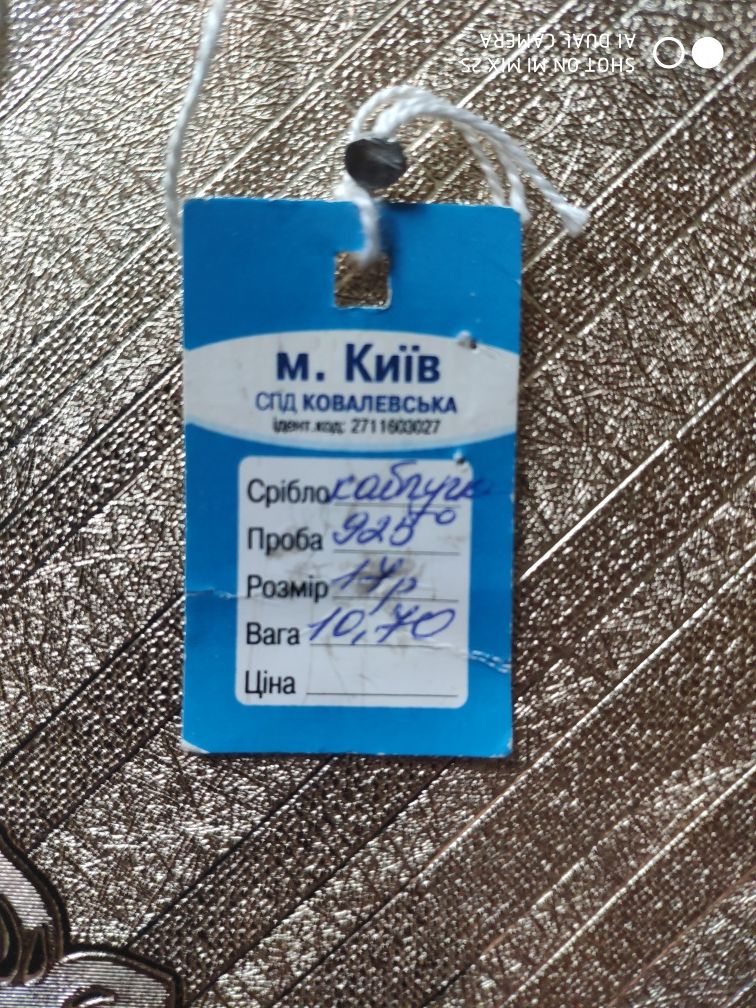 SHOT ON MI MIX 2S
AI DUAL CAMERA
м. Київ
СПД КОВАЛЕВСЬКА
ідент.код: 2711603027
Срібло каблучка
Проба 925°
Розмір 17р
Вага 10,70
Ціна